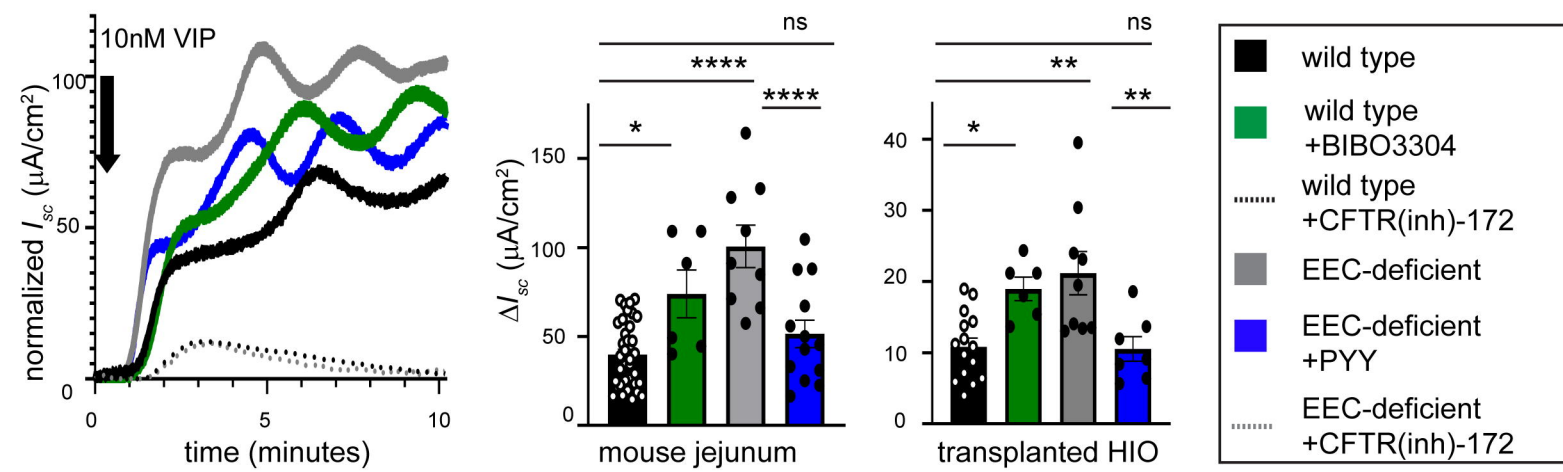 10nM VIP
normalized Isc (µA/cm2)
100
50
0
0
5
10
time (minutes)
ΔIsc (µA/cm2)
150
100
50
0
ns
****
****
*
mouse jejunum
40
30
20
10
0
ns
**
**
*
transplanted HIO
wild type
wild type
+BIBO3304
wild type
+CFTR(inh)-172
EEC-deficient
EEC-deficient
+PYY
EEC-deficient
+CFTR(inh)-172